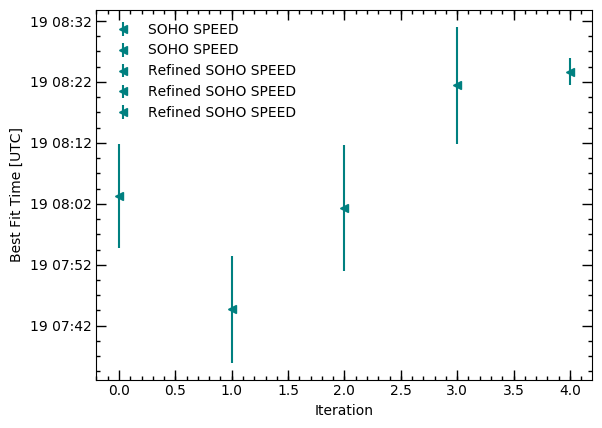 19 08:32
19 08:22
19 08:12
19 08:02
19 07:52
19 07:42
Best Fit Time [UTC]
SOHO SPEED
SOHO SPEED
Refined SOHO SPEED
Refined SOHO SPEED
Refined SOHO SPEED
0.0 0.5 1.0 1.5 2.0 2.5 3.0 3.5 4.0
Iteration